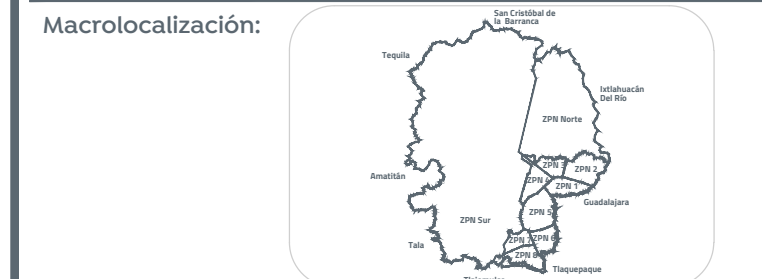 Macrolocalización:
San Cristóbal de
la Barranca
Tequila
Ixtlahuacán
Del Río
ZPN Norte
ZPN 3
ZPN 2
Amatitán
ZPN 4
ZPN 1
Guadalajara
ZPN 5
ZPN Sur
ZPN 7
ZPN 6
Tala
ZPN 8
Tlaquepaque